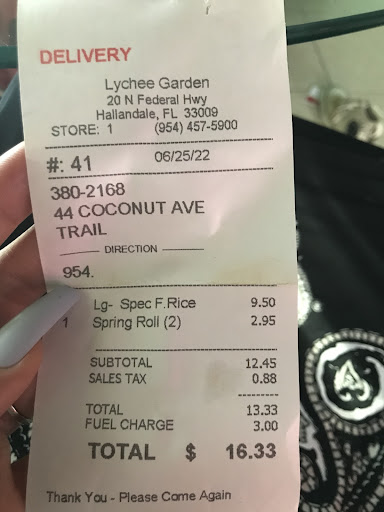 DELIVERY
Lychee Garden
20 N Federal Hwy
Hallandale, FL 33009
STORE: 1 (954) 457-5900
#: 41 06/25/22
380-2168
44 COCONUT AVE
TRAIL
DIRECTION
954.
Lg- Spec F.Rice 9.50
1 Spring Roll (2) 2.95
SUBTOTAL 12.45
SALES TAX 0.88
TOTAL 13.33
FUEL CHARGE 3.00
TOTAL $ 16.33
Thank You - Please Come Again